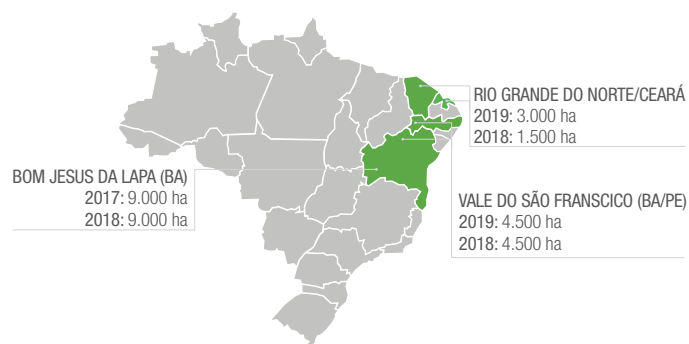 RIO GRANDE DO NORTE/CEARÁ
2019: 3.000 ha
2018: 1.500 ha
BOM JESUS DA LAPA (BA)
2017: 9.000 ha
2018: 9.000 ha
VALE DO SÃO FRANSCICO (BA/PE)
2019: 4.500 ha
2018: 4.500 ha